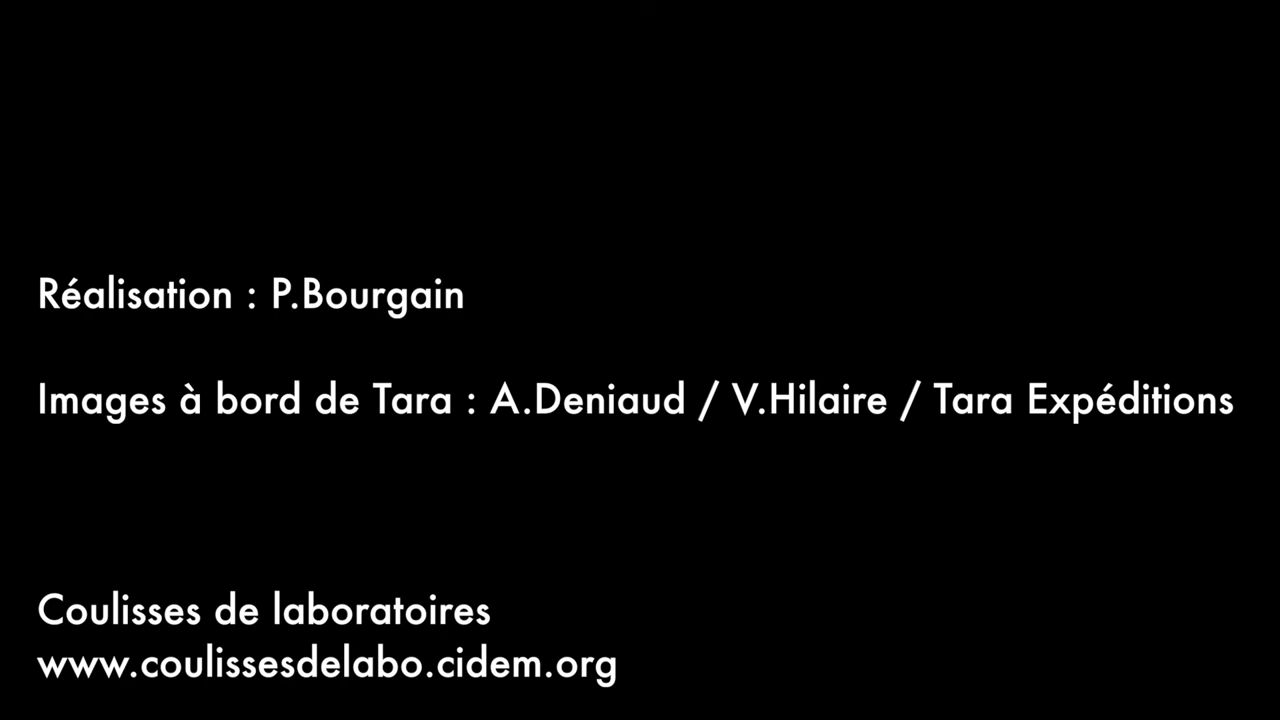 Réalisation : P.Bourgain
Images à bord de Tara : A.Deniaud / V.Hilaire / Tara Expéditions
Coulisses de laboratoires
www.coulissesdelabo.cidem.org